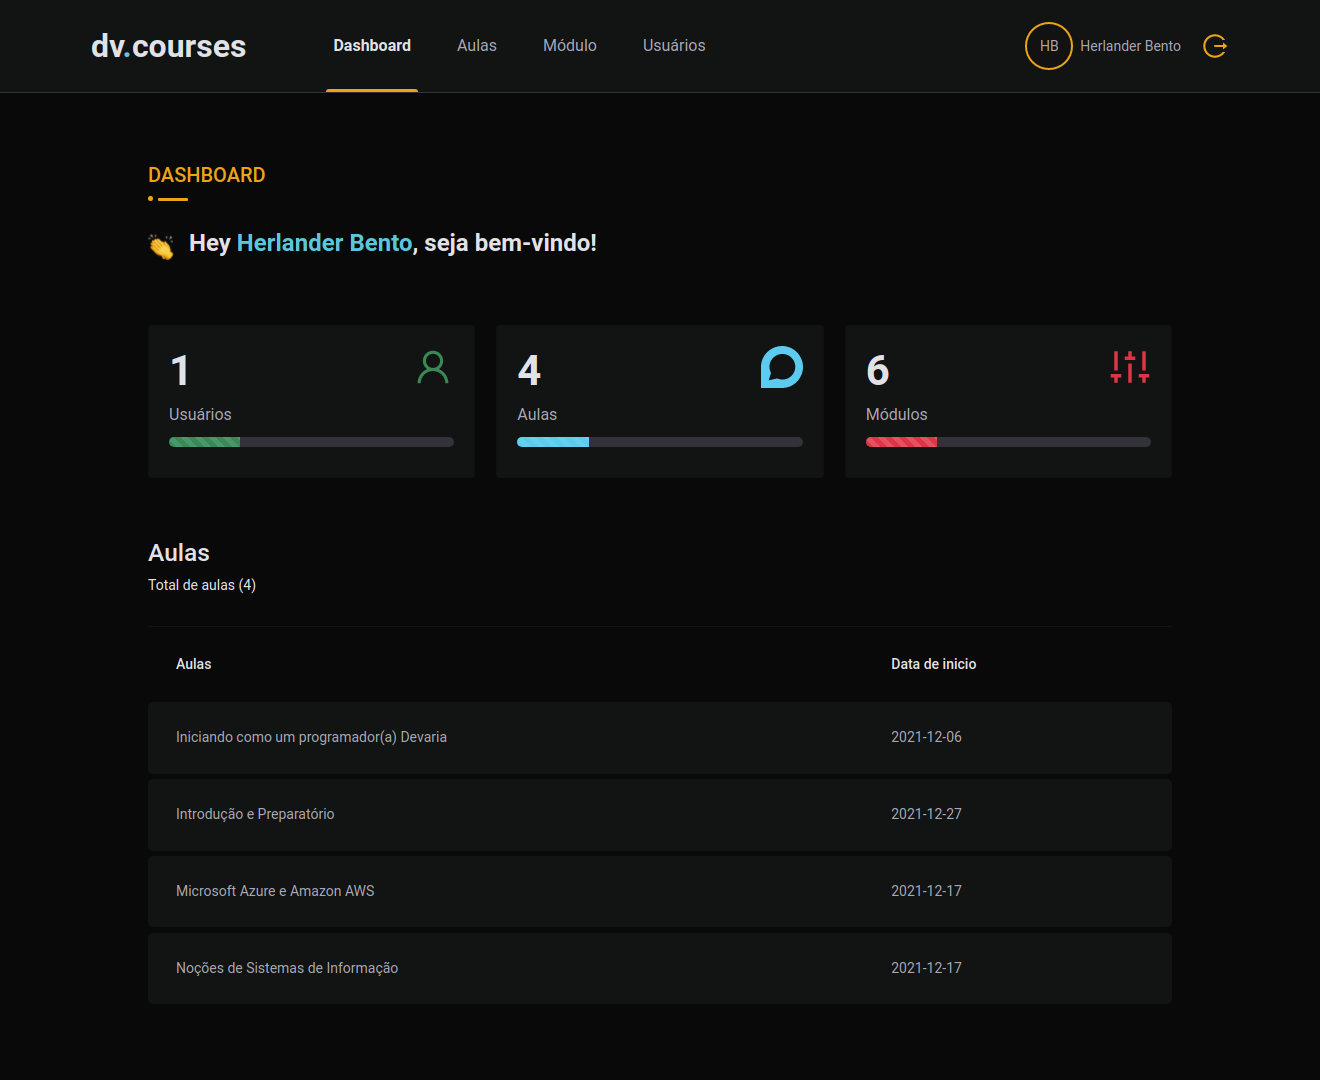 dv.courses
Dashboard
Aulas
Módulo
Usuários
HB
Herlander Bento
DASHBOARD
Hey Herlander Bento, seja bem-vindo!
1
Usuários
4
Aulas
6
Módulos
Aulas
Total de aulas (4)
Aulas Data de inicio
Iniciando como um programador(a) Devaria 2021-12-06
Introdução e Preparatório 2021-12-27
Microsoft Azure e Amazon AWS 2021-12-17
Noções de Sistemas de Informação 2021-12-17